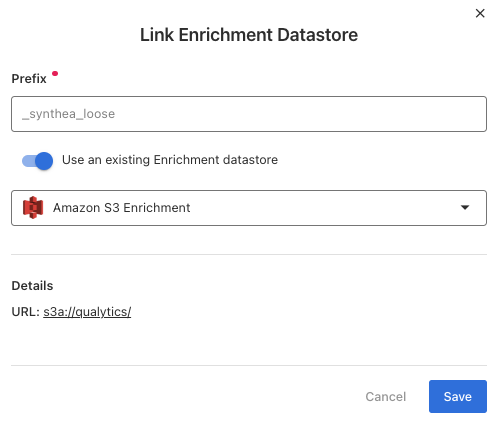 Link Enrichment Datastore
Prefix
_synthea_loose
Use an existing Enrichment datastore
Amazon S3 Enrichment
Details
URL: s3a://qualytics/
Cancel Save